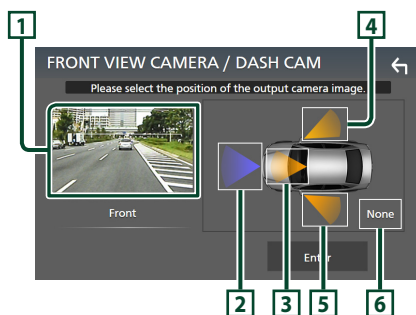 1
4
FRONT VIEW CAMERA / DASH CAM
Please select the position of the output camera image.
Front
None
Enter
2
3
5
6